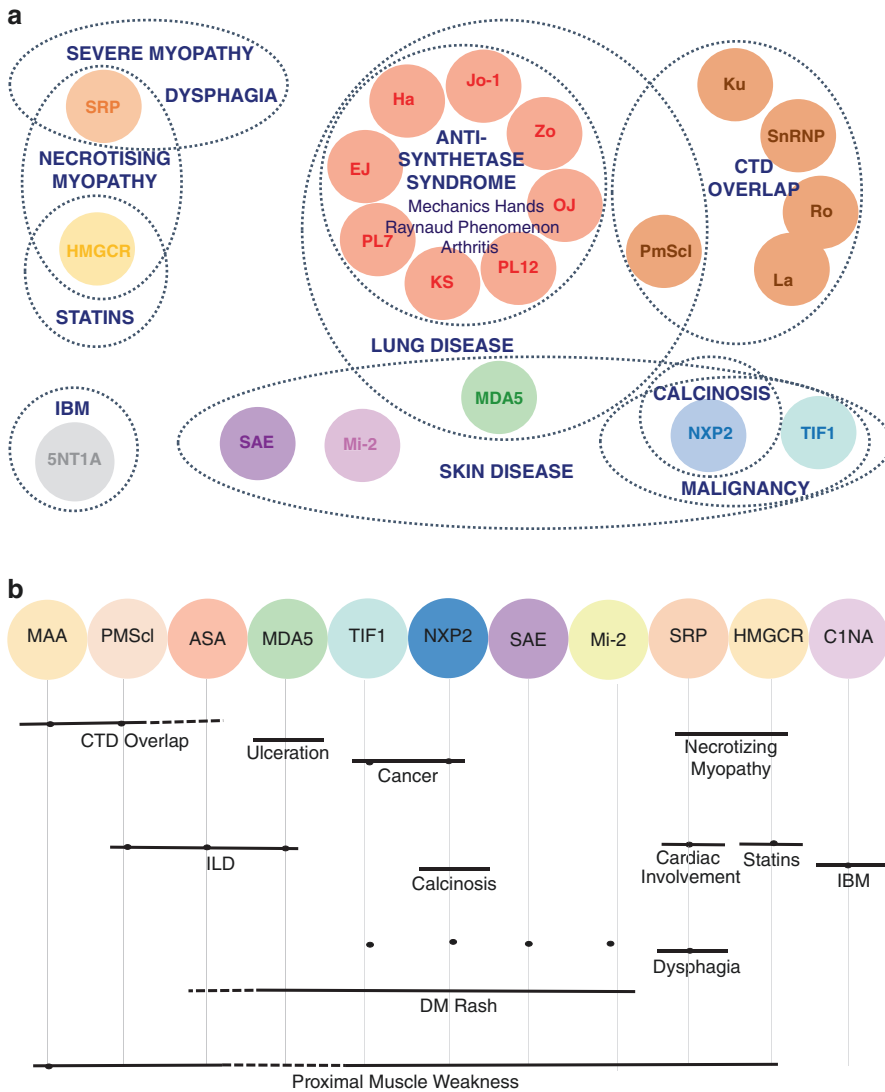 a
SEVERE MYOPATHY
SRP
DYSPHAGIA
NECROTISING
MYOPATHY
HMGCR
STATINS
IBM
5NT1A
Ha
Jo-1
Zo
EJ
ANTI-
SYNTHETASE
SYNDROME
Mechanics Hands
Raynaud Phenomenon
Arthritis
OJ
PL7
KS
PL12
LUNG DISEASE
Ku
SnRNP
CTD
OVERLAP
Ro
PmScl
La
MDA5
CALCINOSIS
SAE
Mi-2
NXP2
TIF1
SKIN DISEASE
MALIGNANCY
b
MAA PMScl ASA MDA5 TIF1 NXP2 SAE Mi-2 SRP HMGCR C1NA
CTD Overlap
Ulceration
Cancer
Necrotizing
Myopathy
ILD
Calcinosis
Cardiac
Involvement
Statins
IBM
Dysphagia
DM Rash
Proximal Muscle Weakness